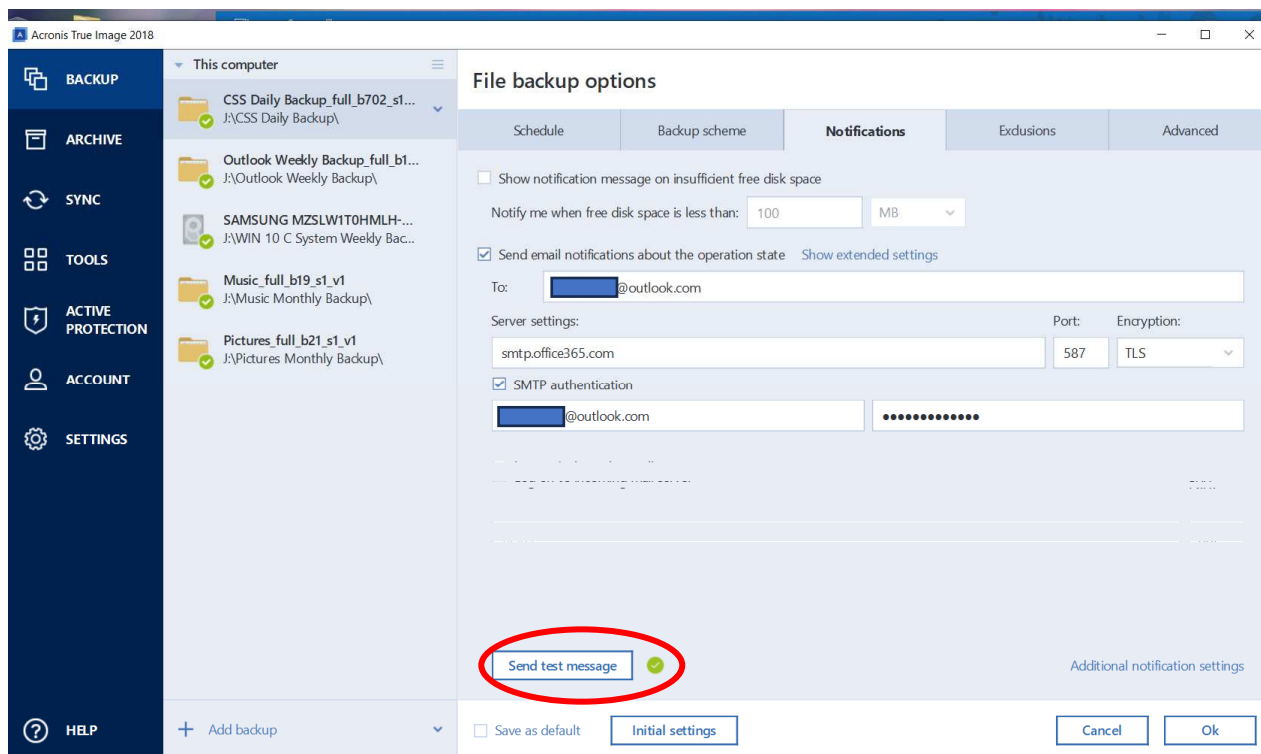 Acronis True Image 2018
BACKUP
ARCHIVE
SYNC
TOOLS
ACTIVE
PROTECTION
ACCOUNT
SETTINGS
HELP
This computer
CSS Daily Backup_full_b702_s1...
J:\CSS Daily Backup\
Outlook Weekly Backup_full_b1...
J:\Outlook Weekly Backup\
SAMSUNG MZSLW1T0HMLH-...
J:\WIN 10 C System Weekly Bac...
Music_full_b19_s1_v1
J:\Music Monthly Backup\
Pictures_full_b21_s1_v1
J:\Pictures Monthly Backup\
Add backup
File backup options
Schedule Backup scheme Notifications Exclusions Advanced
Show notification message on insufficient free disk space
Notify me when free disk space is less than: 100 MB
Send email notifications about the operation state Show extended settings
To: @outlook.com
Server settings: Port: Encryption:
smtp.office365.com 587 TLS
SMTP authentication
@outlook.com •••••••••••••
Send test message Additional notification settings
Save as default Initial settings Cancel Ok